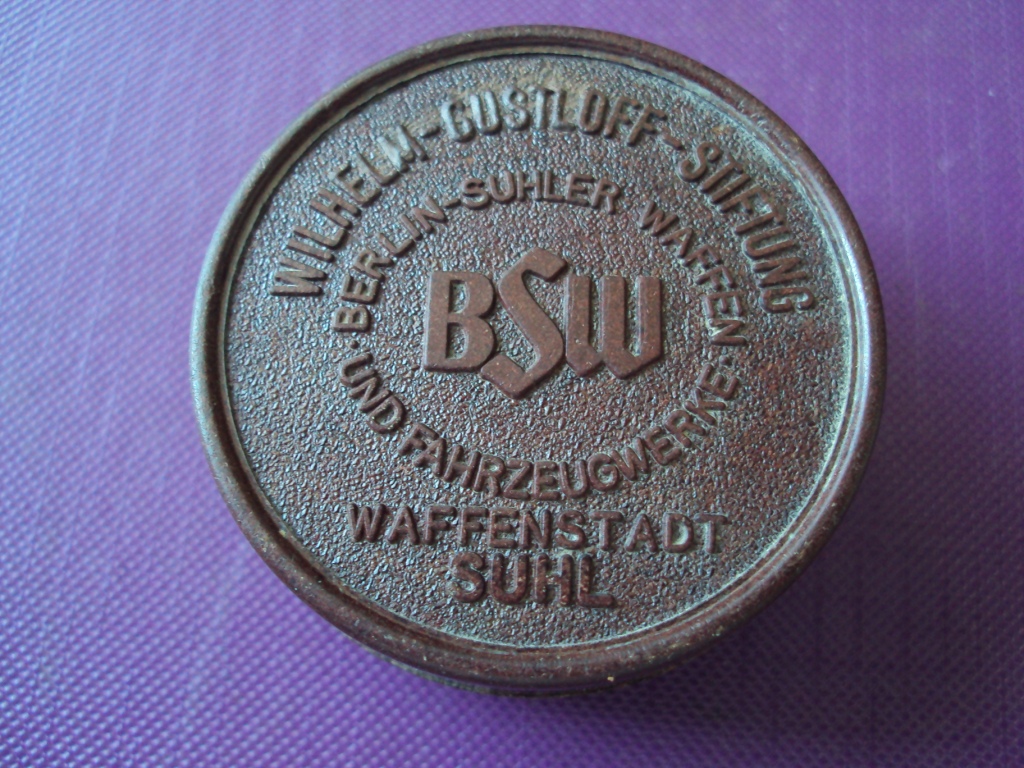 WILHELM-GUSTLOFF-STIFTUNG
·BERLIN-SUHLER WAFFEN·
UND FAHRZEUGWERKE
BSW
WAFFENSTADT
SUHL